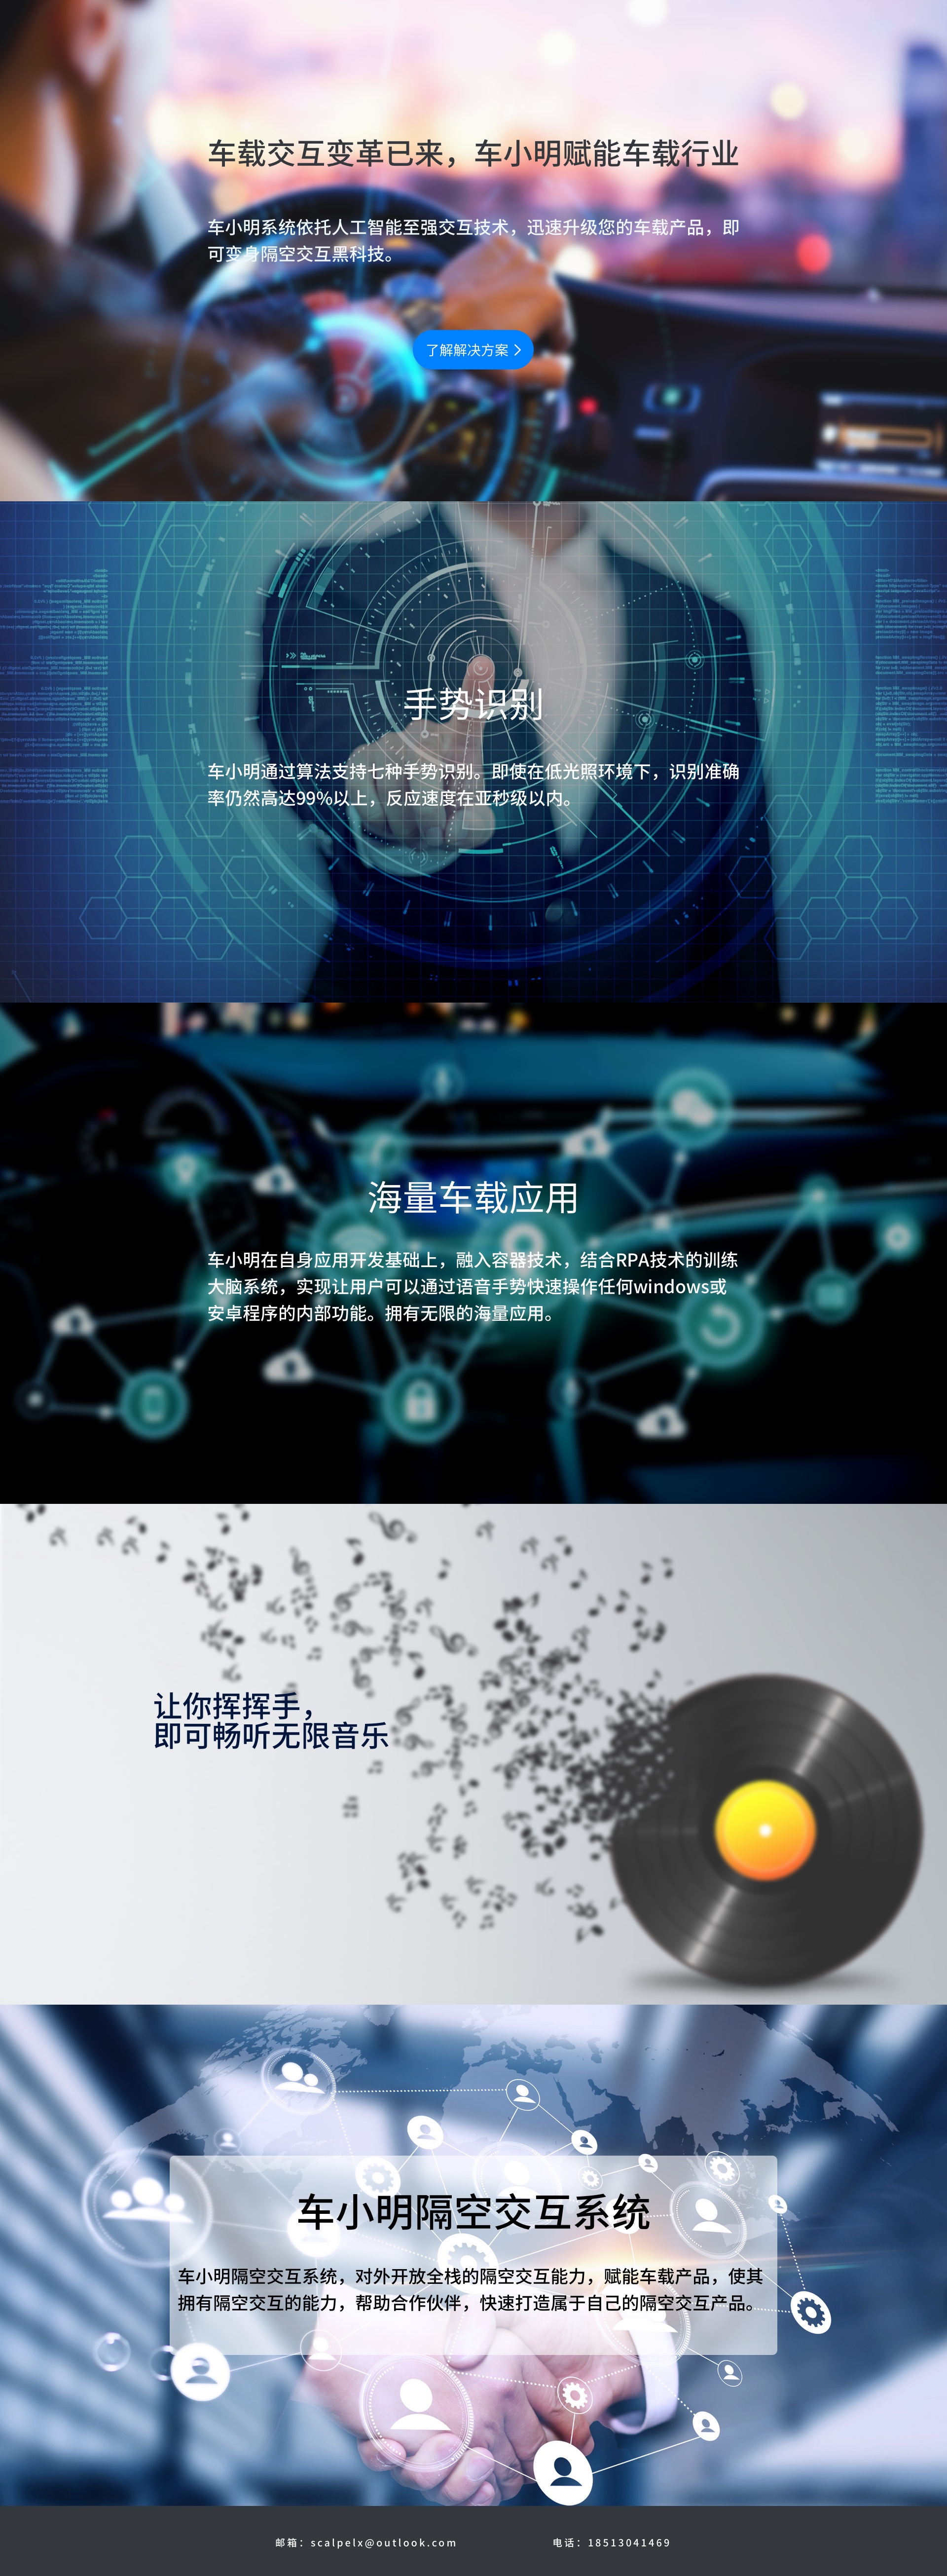 车载交互变革已来，车小明赋能车载行业
车小明系统依托人工智能至强交互技术，迅速升级您的车载产品，即
可变身隔空交互黑科技。
了解解决方案 >
手势识别
车小明通过算法支持七种手势识别。即使在低光照环境下，识别准确
率仍然高达99%以上，反应速度在亚秒级以内。
海量车载应用
车小明在自身应用开发基础上，融入容器技术，结合RPA技术的训练
大脑系统，实现让用户可以通过语音手势快速操作任何windows或
安卓程序的内部功能。拥有无限的海量应用。
让你挥挥手，
即可畅听无限音乐
车小明隔空交互系统
车小明隔空交互系统，对外开放全栈的隔空交互能力，赋能车载产品，使其
拥有隔空交互的能力，帮助合作伙伴，快速打造属于自己的隔空交互产品。
邮箱：scalpelx@outlook.com
电话：18513041469